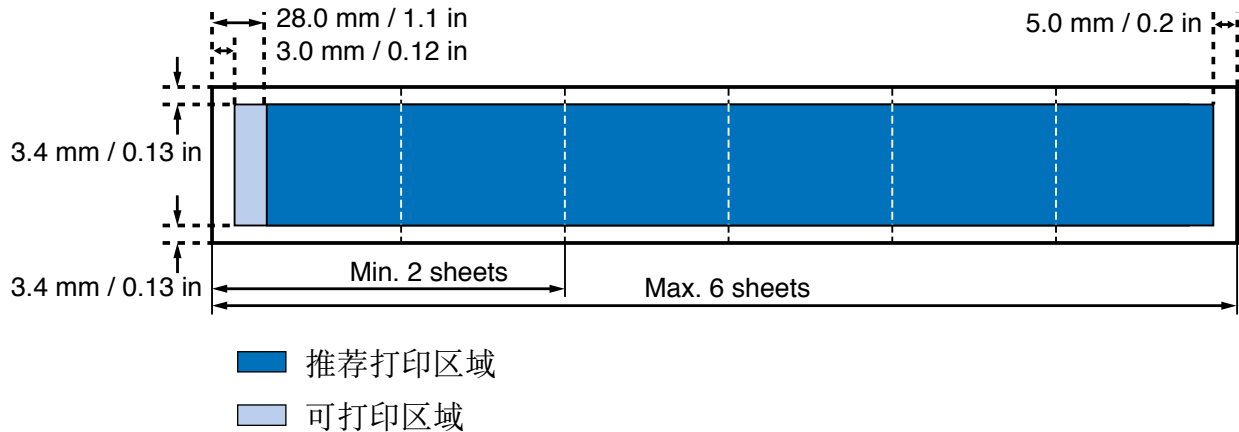 28.0 mm / 1.1 in
5.0 mm / 0.2 in
3.0 mm / 0.12 in
3.4 mm / 0.13 in
Min. 2 sheets
3.4 mm / 0.13 in
Max. 6 sheets
推荐打印区域
可打印区域